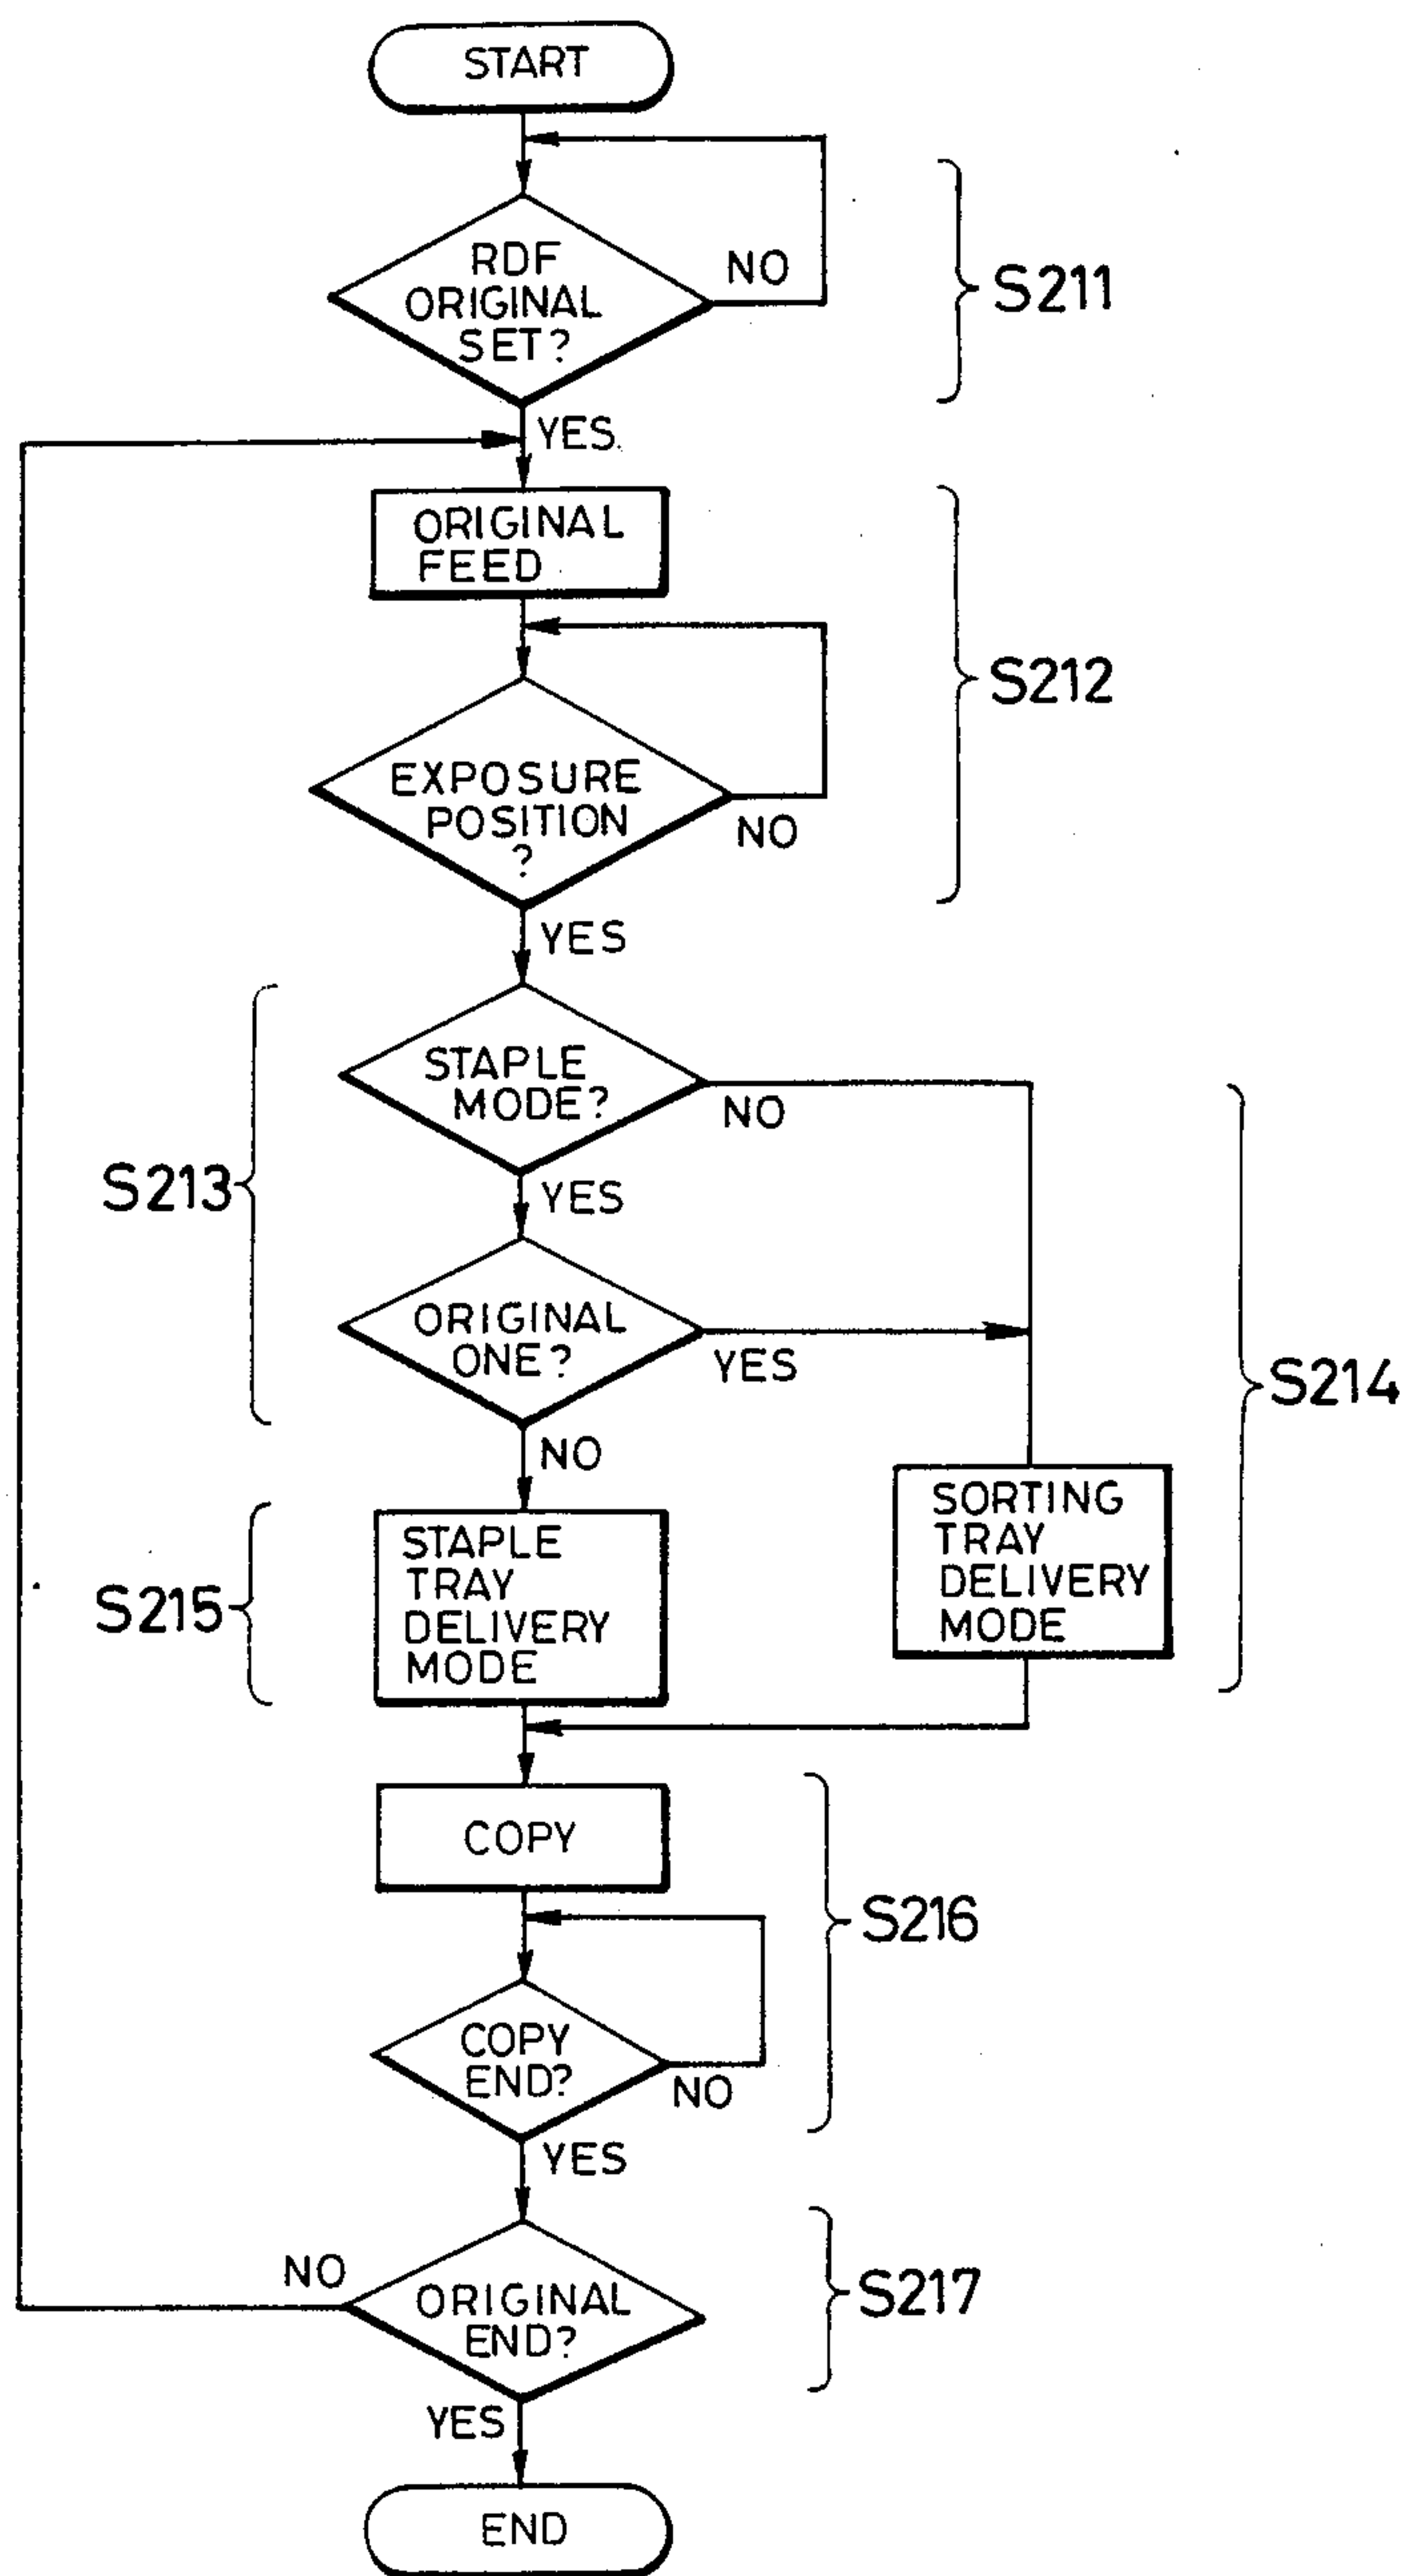 START
RDF
ORIGINAL
SET?
NO
S211
YES
ORIGINAL
FEED
S212
EXPOSURE
POSITION
?
NO
YES
STAPLE
MODE?
NO
S213
YES
ORIGINAL
ONE?
YES
S214
NO
STAPLE
TRAY
DELIVERY
MODE
S215
SORTING
TRAY
DELIVERY
MODE
COPY
S216
COPY
END?
NO
YES
NO
ORIGINAL
END?
S217
YES
END